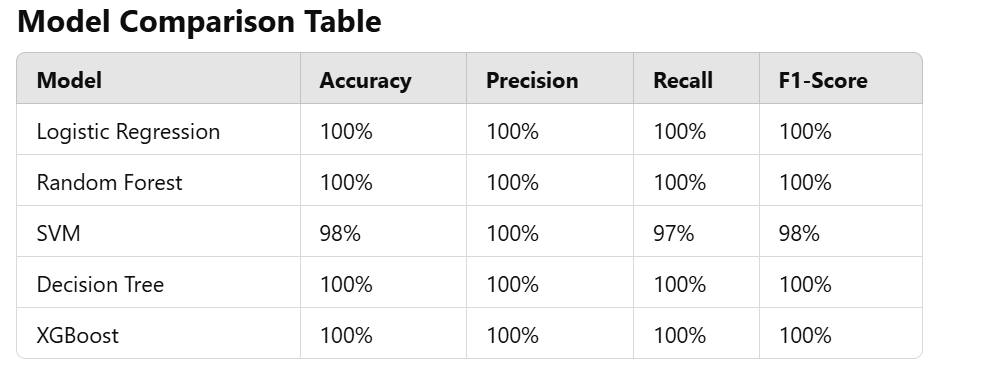 Model Comparison Table
Model Accuracy Precision Recall F1-Score
Logistic Regression 100% 100% 100% 100%
Random Forest 100% 100% 100% 100%
SVM 98% 100% 97% 98%
Decision Tree 100% 100% 100% 100%
XGBoost 100% 100% 100% 100%